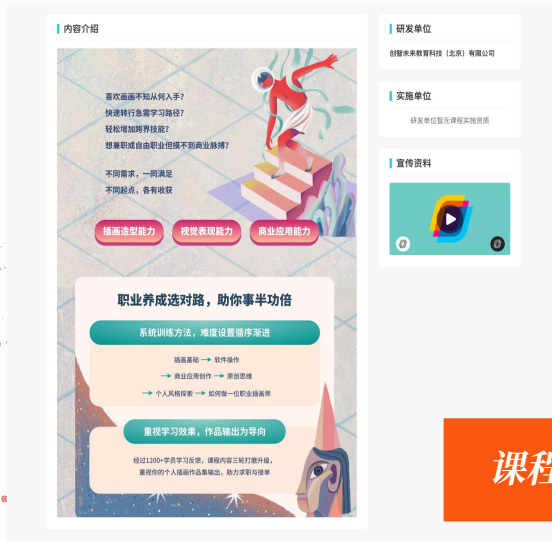 内容介绍
喜欢画画不知从何入手?
快速转行急需学习路径?
轻松增加跨界技能?
想兼职或自由职业但摸不到商业脉搏?
不同需求，一同满足
不同起点，各有收获
插画造型能力 视觉表现能力 商业应用能力
职业养成选对路，助你事半功倍
系统训练方法，难度设置循序渐进
插画基础 → 软件操作
→ 商业应用创作 → 原创思维
→ 个人风格探索 → 如何做一位职业插画师
重视学习效果，作品输出为导向
经过1200+学员学习反馈，课程内容三轮打磨升级，
重视你的个人插画作品集输出，助力求职与接单
研发单位
创智未来教育科技（北京）有限公司
实施单位
研发单位暂无课程实施资质
宣传资料
课程